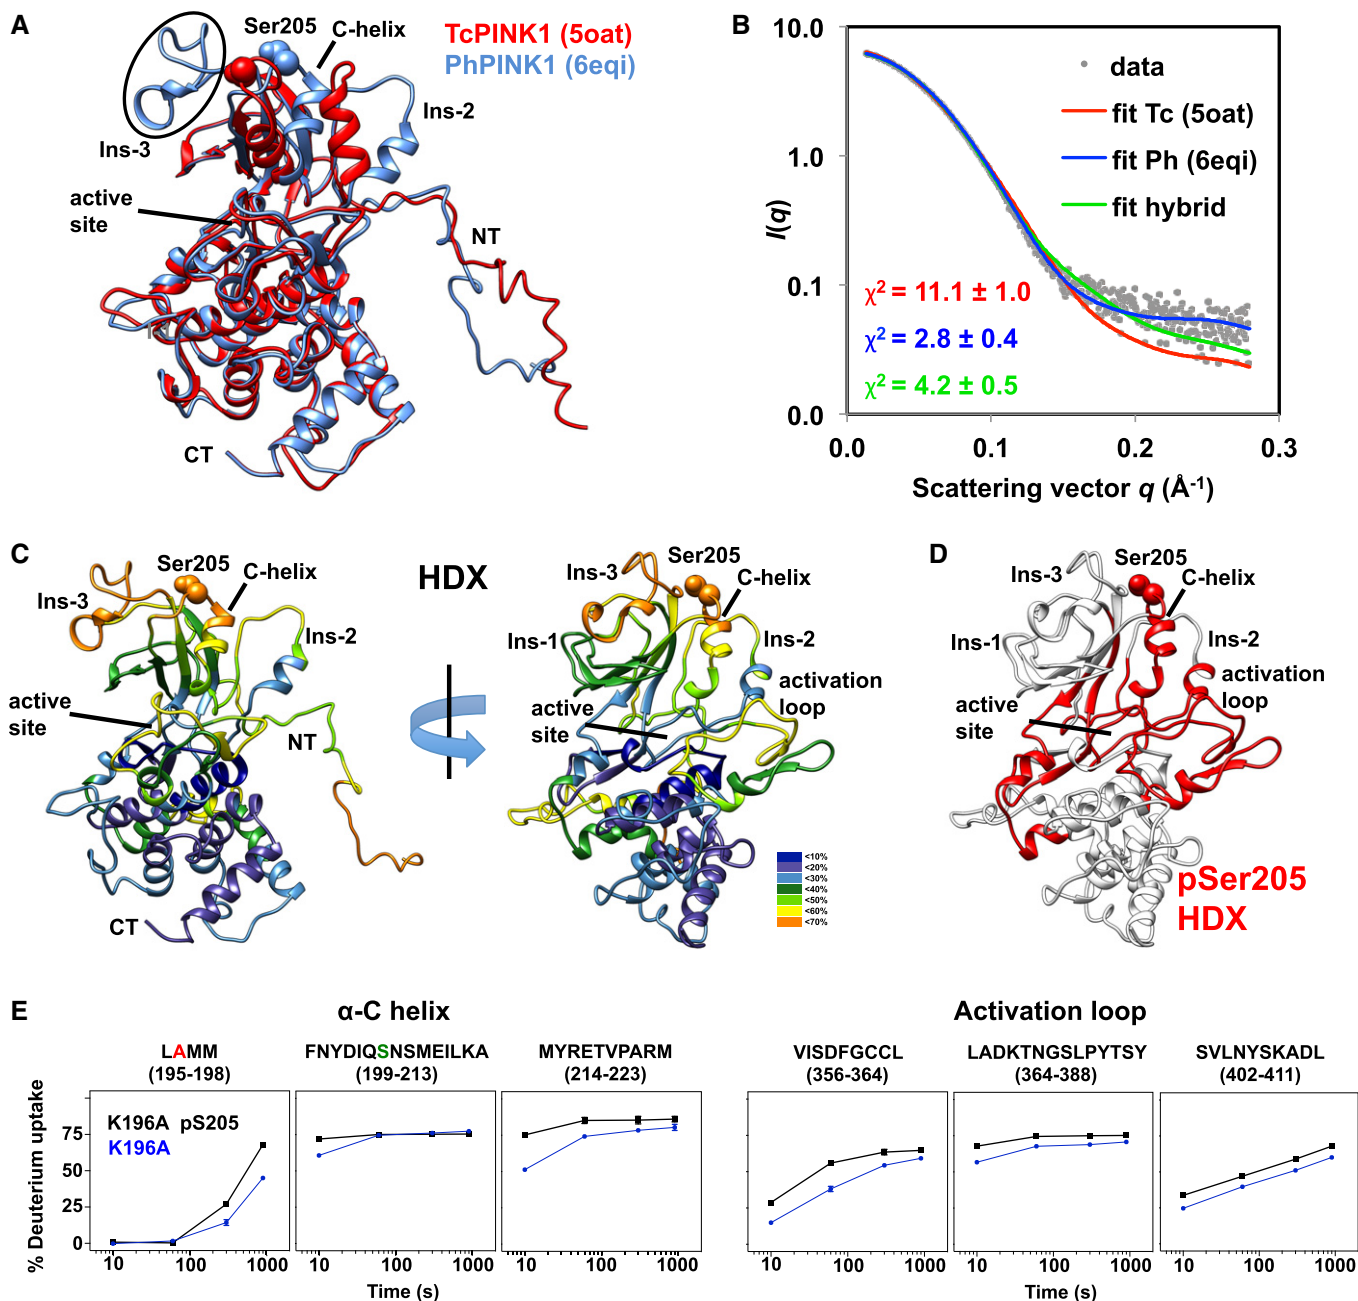 A
Ser205
C-helix
TcPINK1 (5oat)
PhPINK1 (6eqi)
Ins-2
Ins-3
active
site
NT
CT
B
10.0
1.0
0.1
0.0
I(q)
data
fit Tc (5oat)
fit Ph (6eqi)
fit hybrid
χ² = 11.1 ± 1.0
χ² = 2.8 ± 0.4
χ² = 4.2 ± 0.5
0.0 0.1 0.2 0.3
Scattering vector q (Å⁻¹)
C
Ser205
C-helix
Ins-3
Ins-2
active
site
NT
CT
HDX
Ser205
Ins-3
C-helix
Ins-1
Ins-2
activation
loop
active
site
<10%
<20%
<30%
<40%
<50%
<60%
<70%
D
Ser205
Ins-3
C-helix
Ins-1
Ins-2
activation
loop
active
site
pSer205
HDX
E
α-C helix
Activation loop
LAMM
(195-198)
FNYDIQSNSMEILKA
(199-213)
MYRETVPARM
(214-223)
VISDFGCCL
(356-364)
LADKTNGSLPYTSY
(364-388)
SVLNYSKADL
(402-411)
% Deuterium uptake
75
50
25
0
K196A pS205
K196A
10 100 1000
10 100 1000
10 100 1000
10 100 1000
10 100 1000
10 100 1000
Time (s)
Time (s)